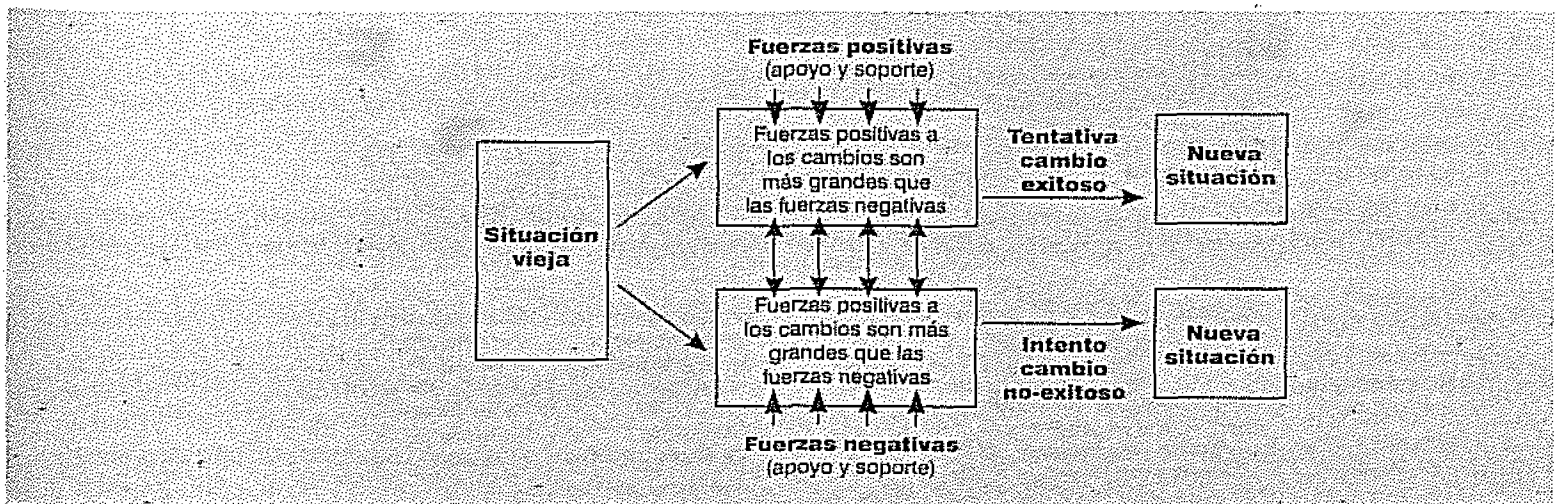 Fuerzas positivas
(apoyo y soporte)
Fuerzas positivas a
los cambios son
más grandes que
las fuerzas negativas
Tentativa
cambio
exitoso
Nueva
situación
Situación
vieja
Fuerzas positivas a
los cambios son más
grandes que las
fuerzas negativas
Intento
cambio
no-exitoso
Nueva
situación
Fuerzas negativas
(apoyo y soporte)